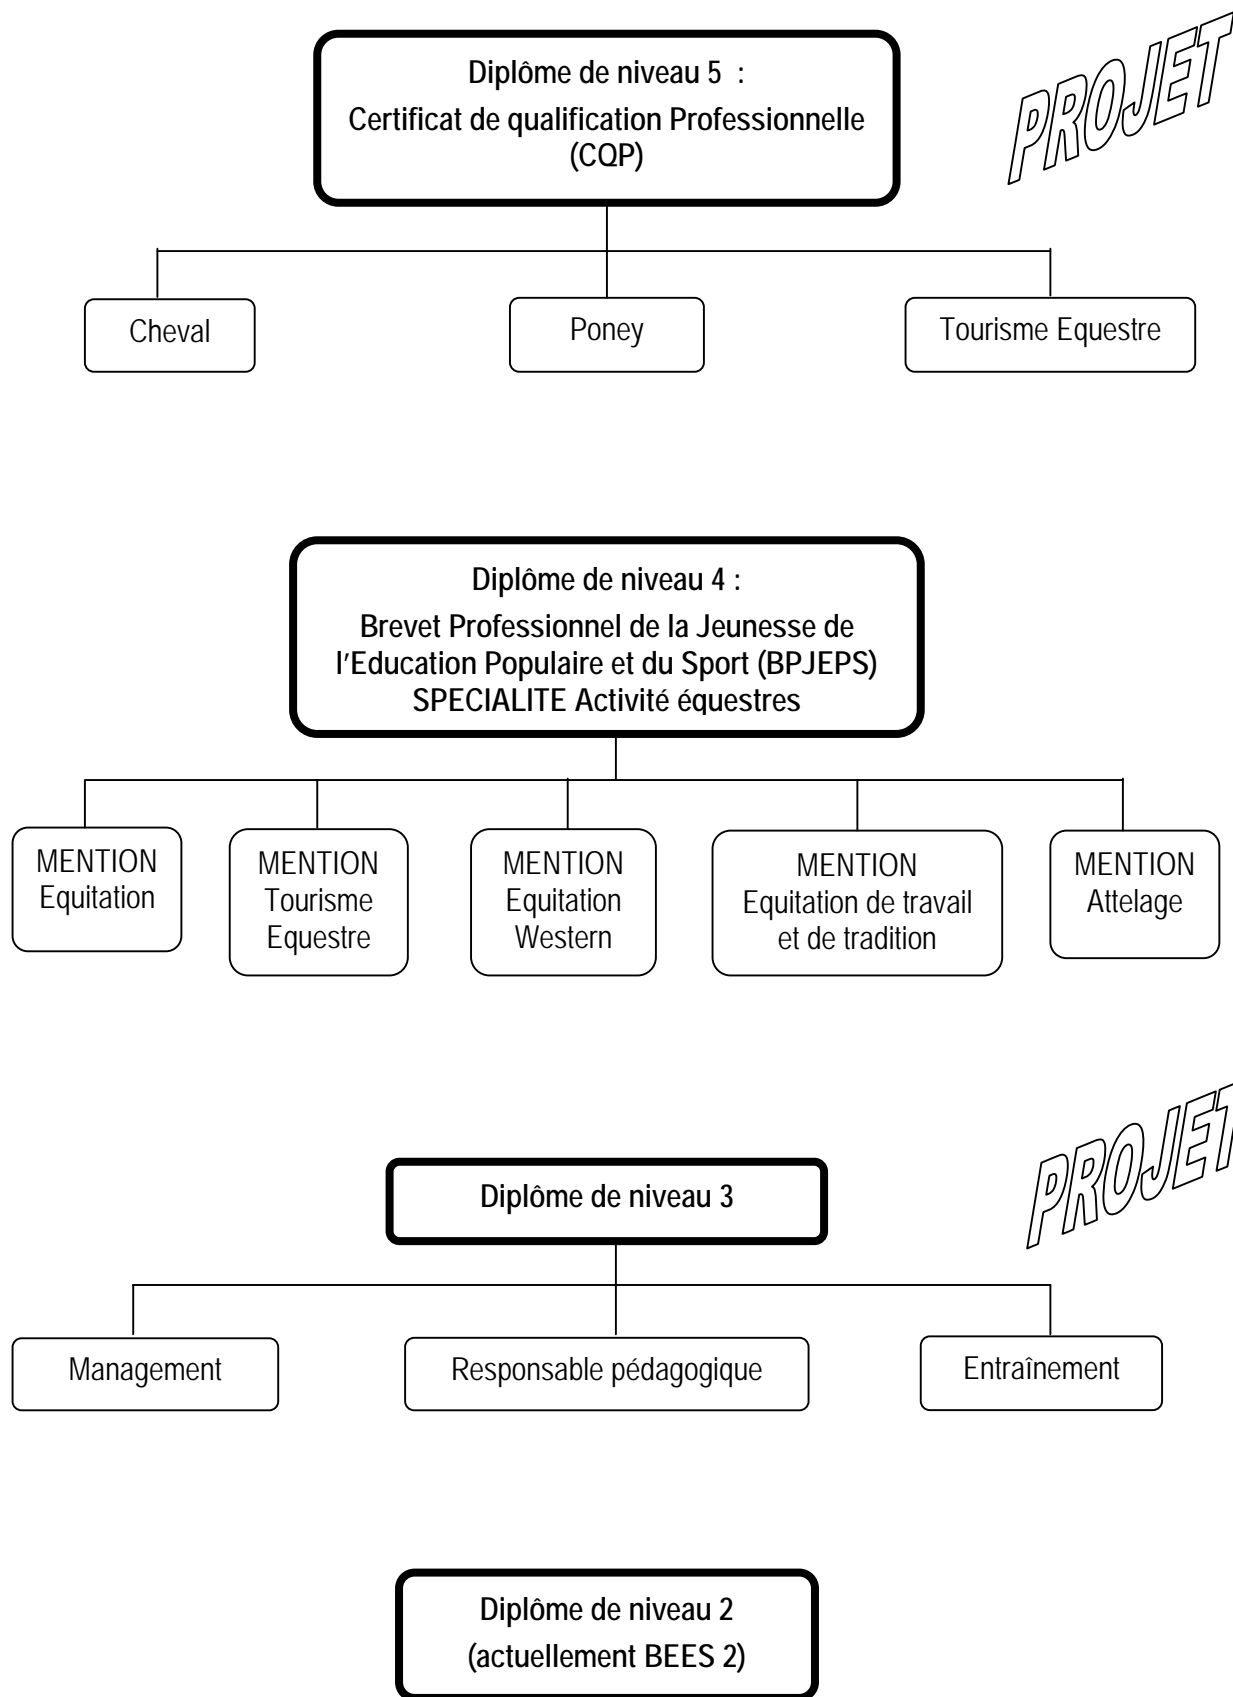 Diplôme de niveau 5  :
Certificat de qualification Professionnelle
(CQP)
PROJET
Cheval
Poney
Tourisme Equestre
Diplôme de niveau 4 :
Brevet Professionnel de la Jeunesse de
l'Education Populaire et du Sport (BPJEPS)
SPECIALITE Activité équestres
MENTION
Equitation
MENTION
Tourisme
Equestre
MENTION
Equitation
Western
MENTION
Equitation de travail
et de tradition
MENTION
Attelage
PROJET
Diplôme de niveau 3
Management
Responsable pédagogique
Entraînement
Diplôme de niveau 2
(actuellement BEES 2)